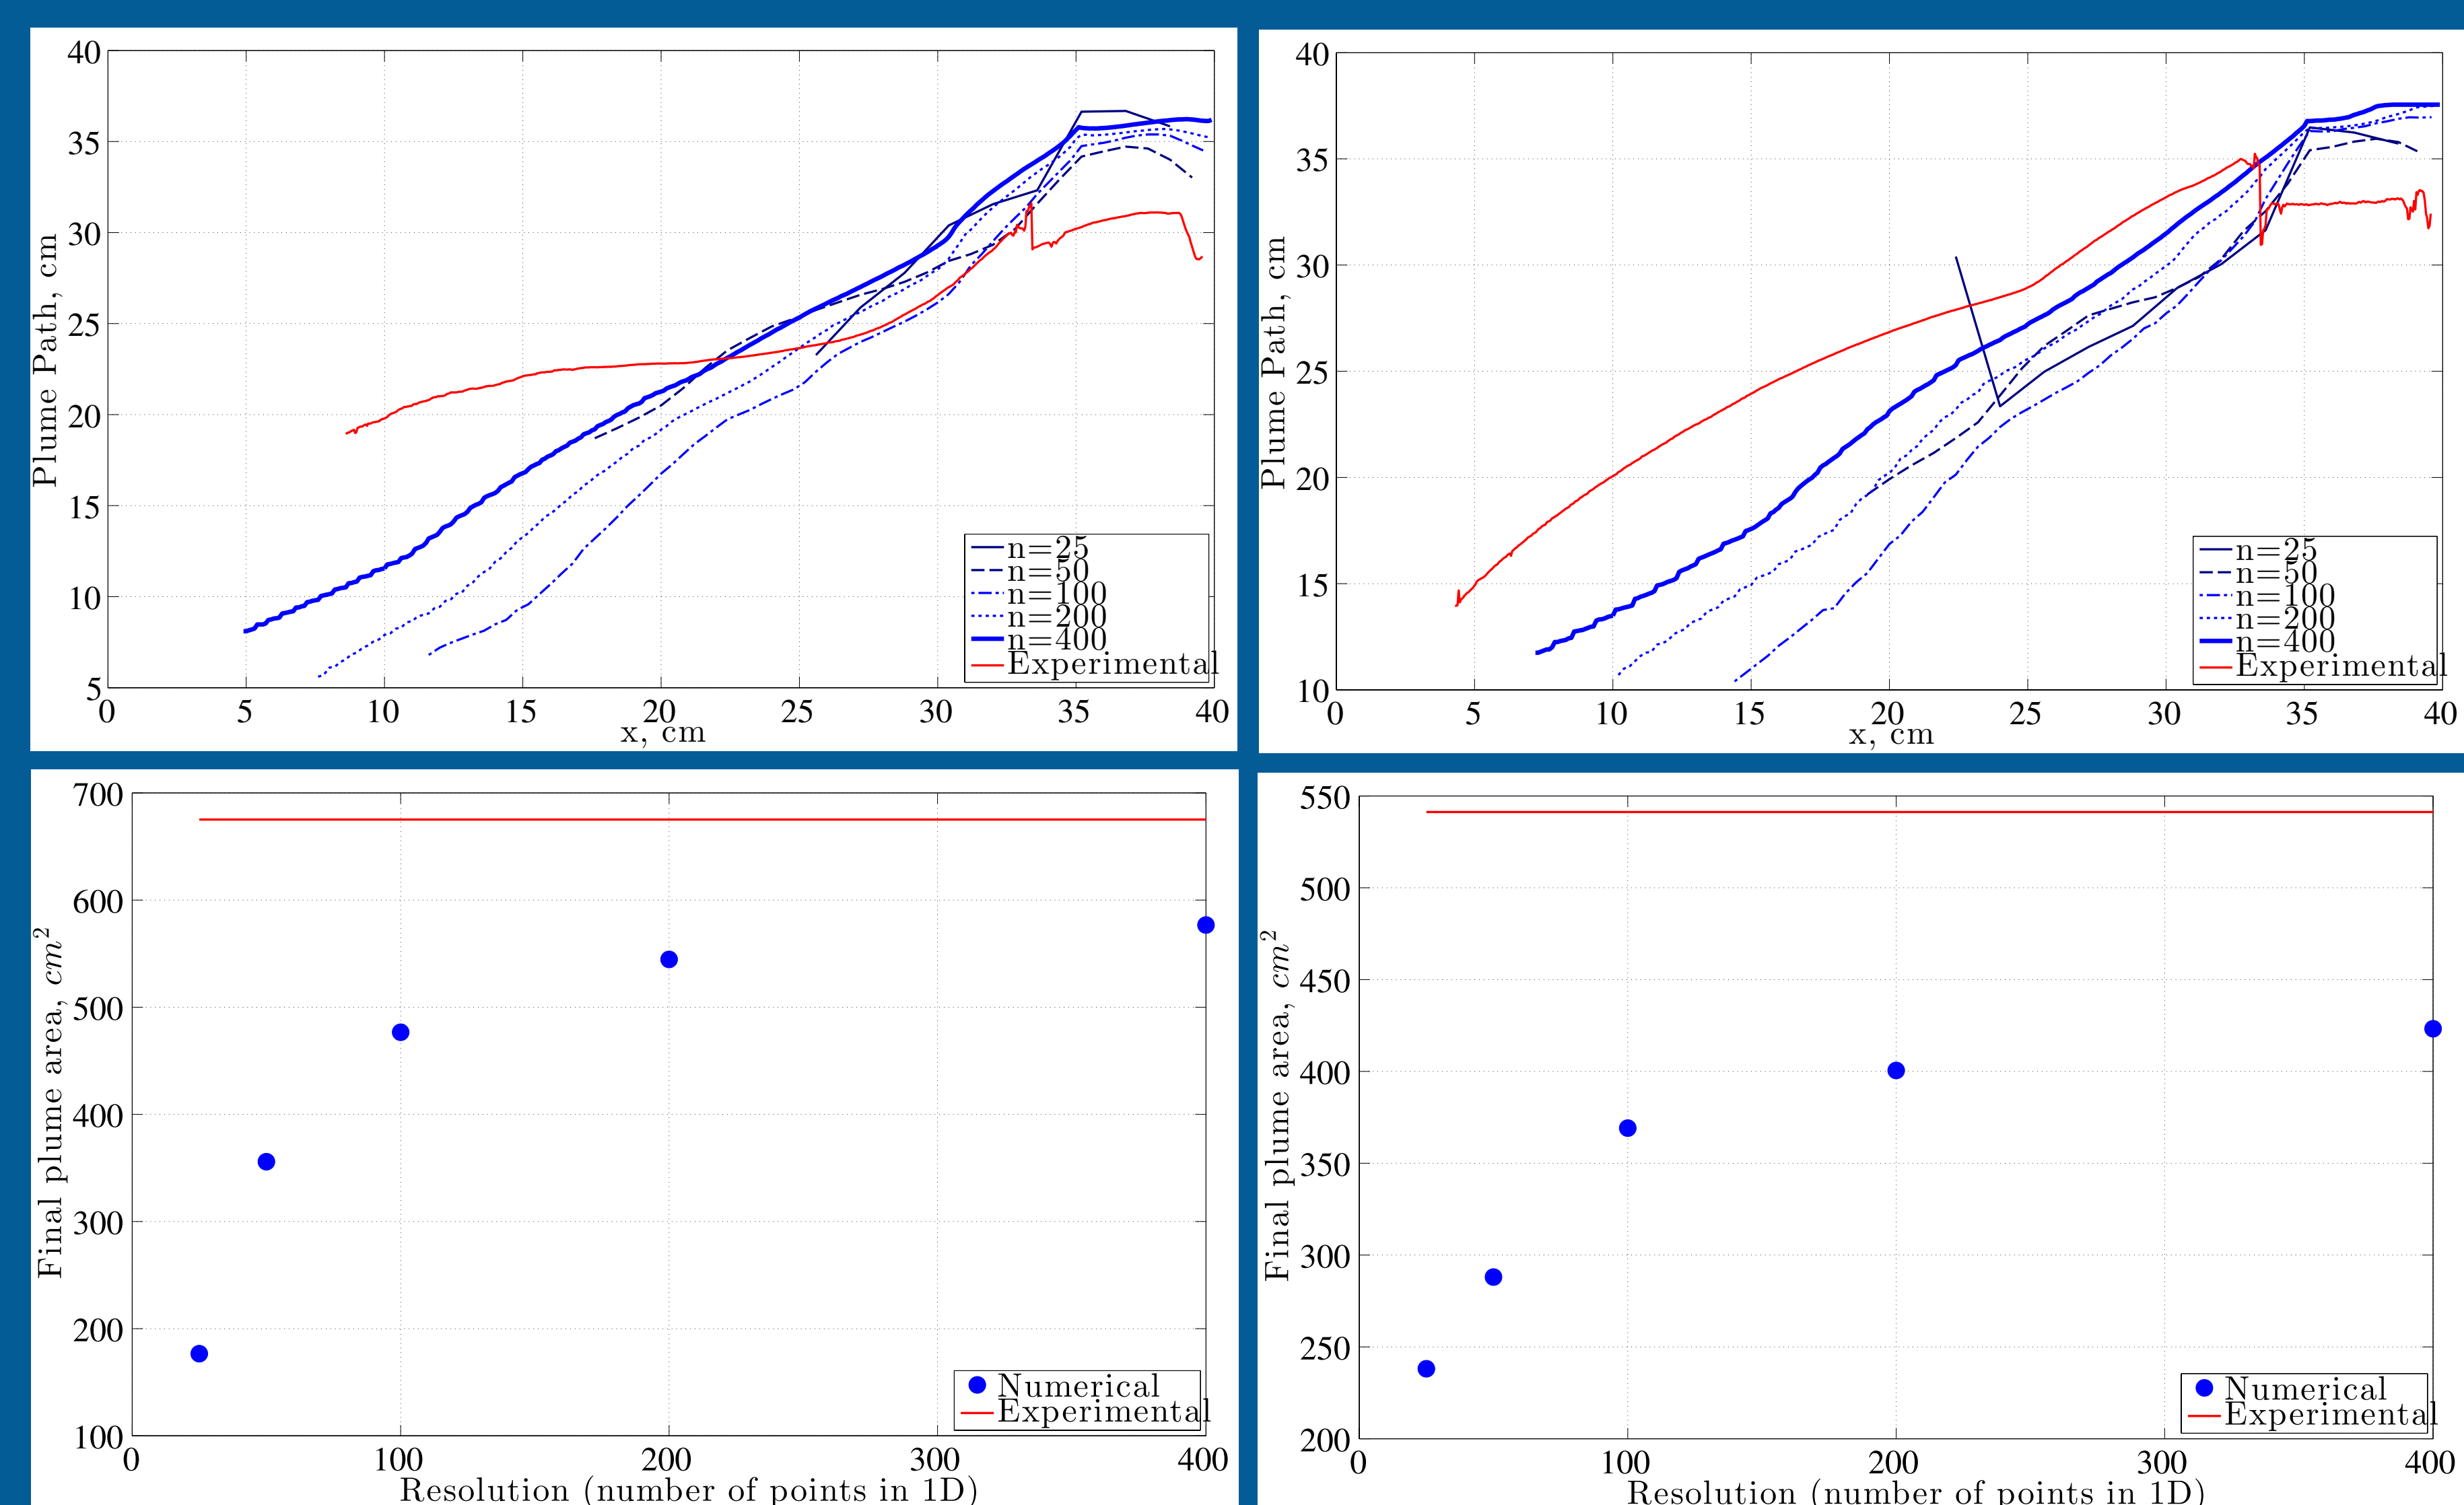 40
35
30
25
20
15
10
5
Plume Path, cm
0 5 10 15 20 25 30 35 40
x, cm
n=25
n=50
n=100
n=200
n=400
Experimental
40
35
30
25
20
15
10
Plume Path, cm
0 5 10 15 20 25 30 35 40
x, cm
n=25
n=50
n=100
n=200
n=400
Experimental
700
600
500
400
300
200
100
Final plume area, cm²
0 100 200 300 400
Resolution (number of points in 1D)
Numerical
Experimental
550
500
450
400
350
300
250
200
Final plume area, cm²
0 100 200 300 400
Resolution (number of points in 1D)
Numerical
Experimental